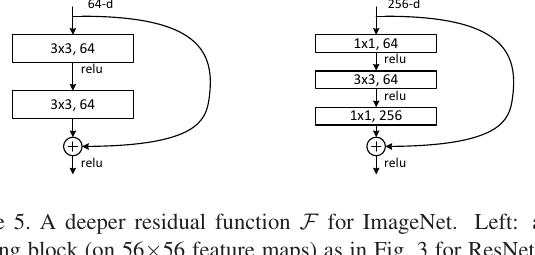 64-d
3x3, 64
relu
3x3, 64
+
relu
256-d
1x1, 64
relu
3x3, 64
relu
1x1, 256
+
relu
e 5. A deeper residual function F for ImageNet. Left: a
ng block (on 56×56 feature maps) as in Fig. 3 for ResNet